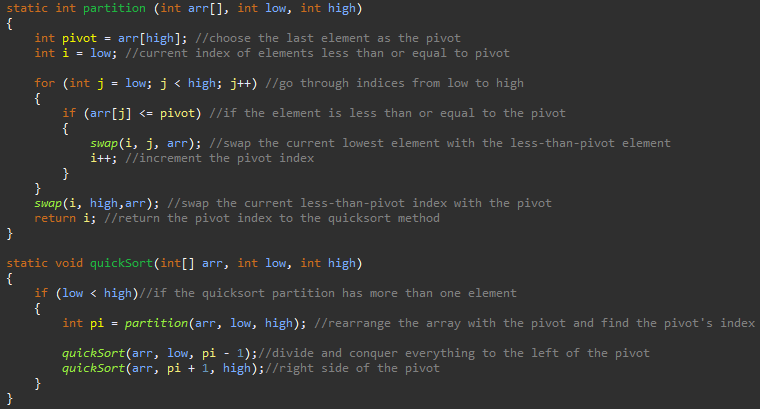 static int partition (int arr[], int low, int high)
{
    int pivot = arr[high]; //choose the last element as the pivot
    int i = low; //current index of elements less than or equal to pivot

    for (int j = low; j < high; j++) //go through indices from low to high
    {
        if (arr[j] <= pivot) //if the element is less than or equal to the pivot
        {
            swap(i, j, arr); //swap the current lowest element with the less-than-pivot element
            i++; //increment the pivot index
        }
    }
    swap(i, high,arr); //swap the current less-than-pivot index with the pivot
    return i; //return the pivot index to the quicksort method
}

static void quickSort(int[] arr, int low, int high)
{
    if (low < high)//if the quicksort partition has more than one element
    {
        int pi = partition(arr, low, high); //rearrange the array with the pivot and find the pivot's index

        quickSort(arr, low, pi - 1);//divide and conquer everything to the left of the pivot
        quickSort(arr, pi + 1, high);//right side of the pivot
    }
}